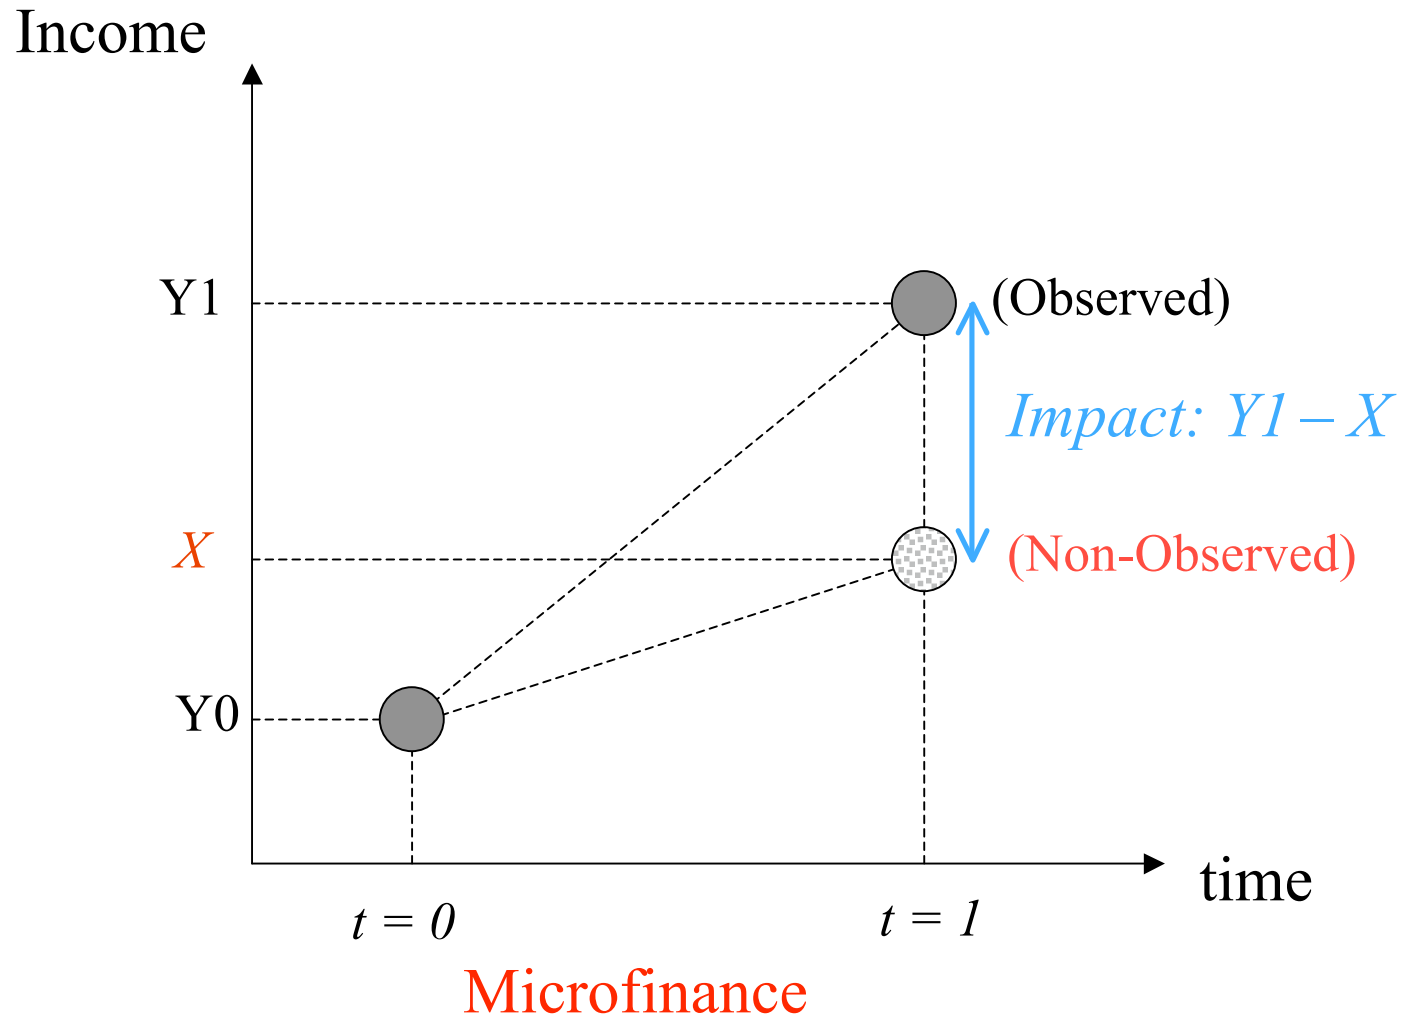 Income
Y1
(Observed)
Impact: Y1 – X
X
(Non-Observed)
Y0
time
t = 0
t = 1
Microfinance